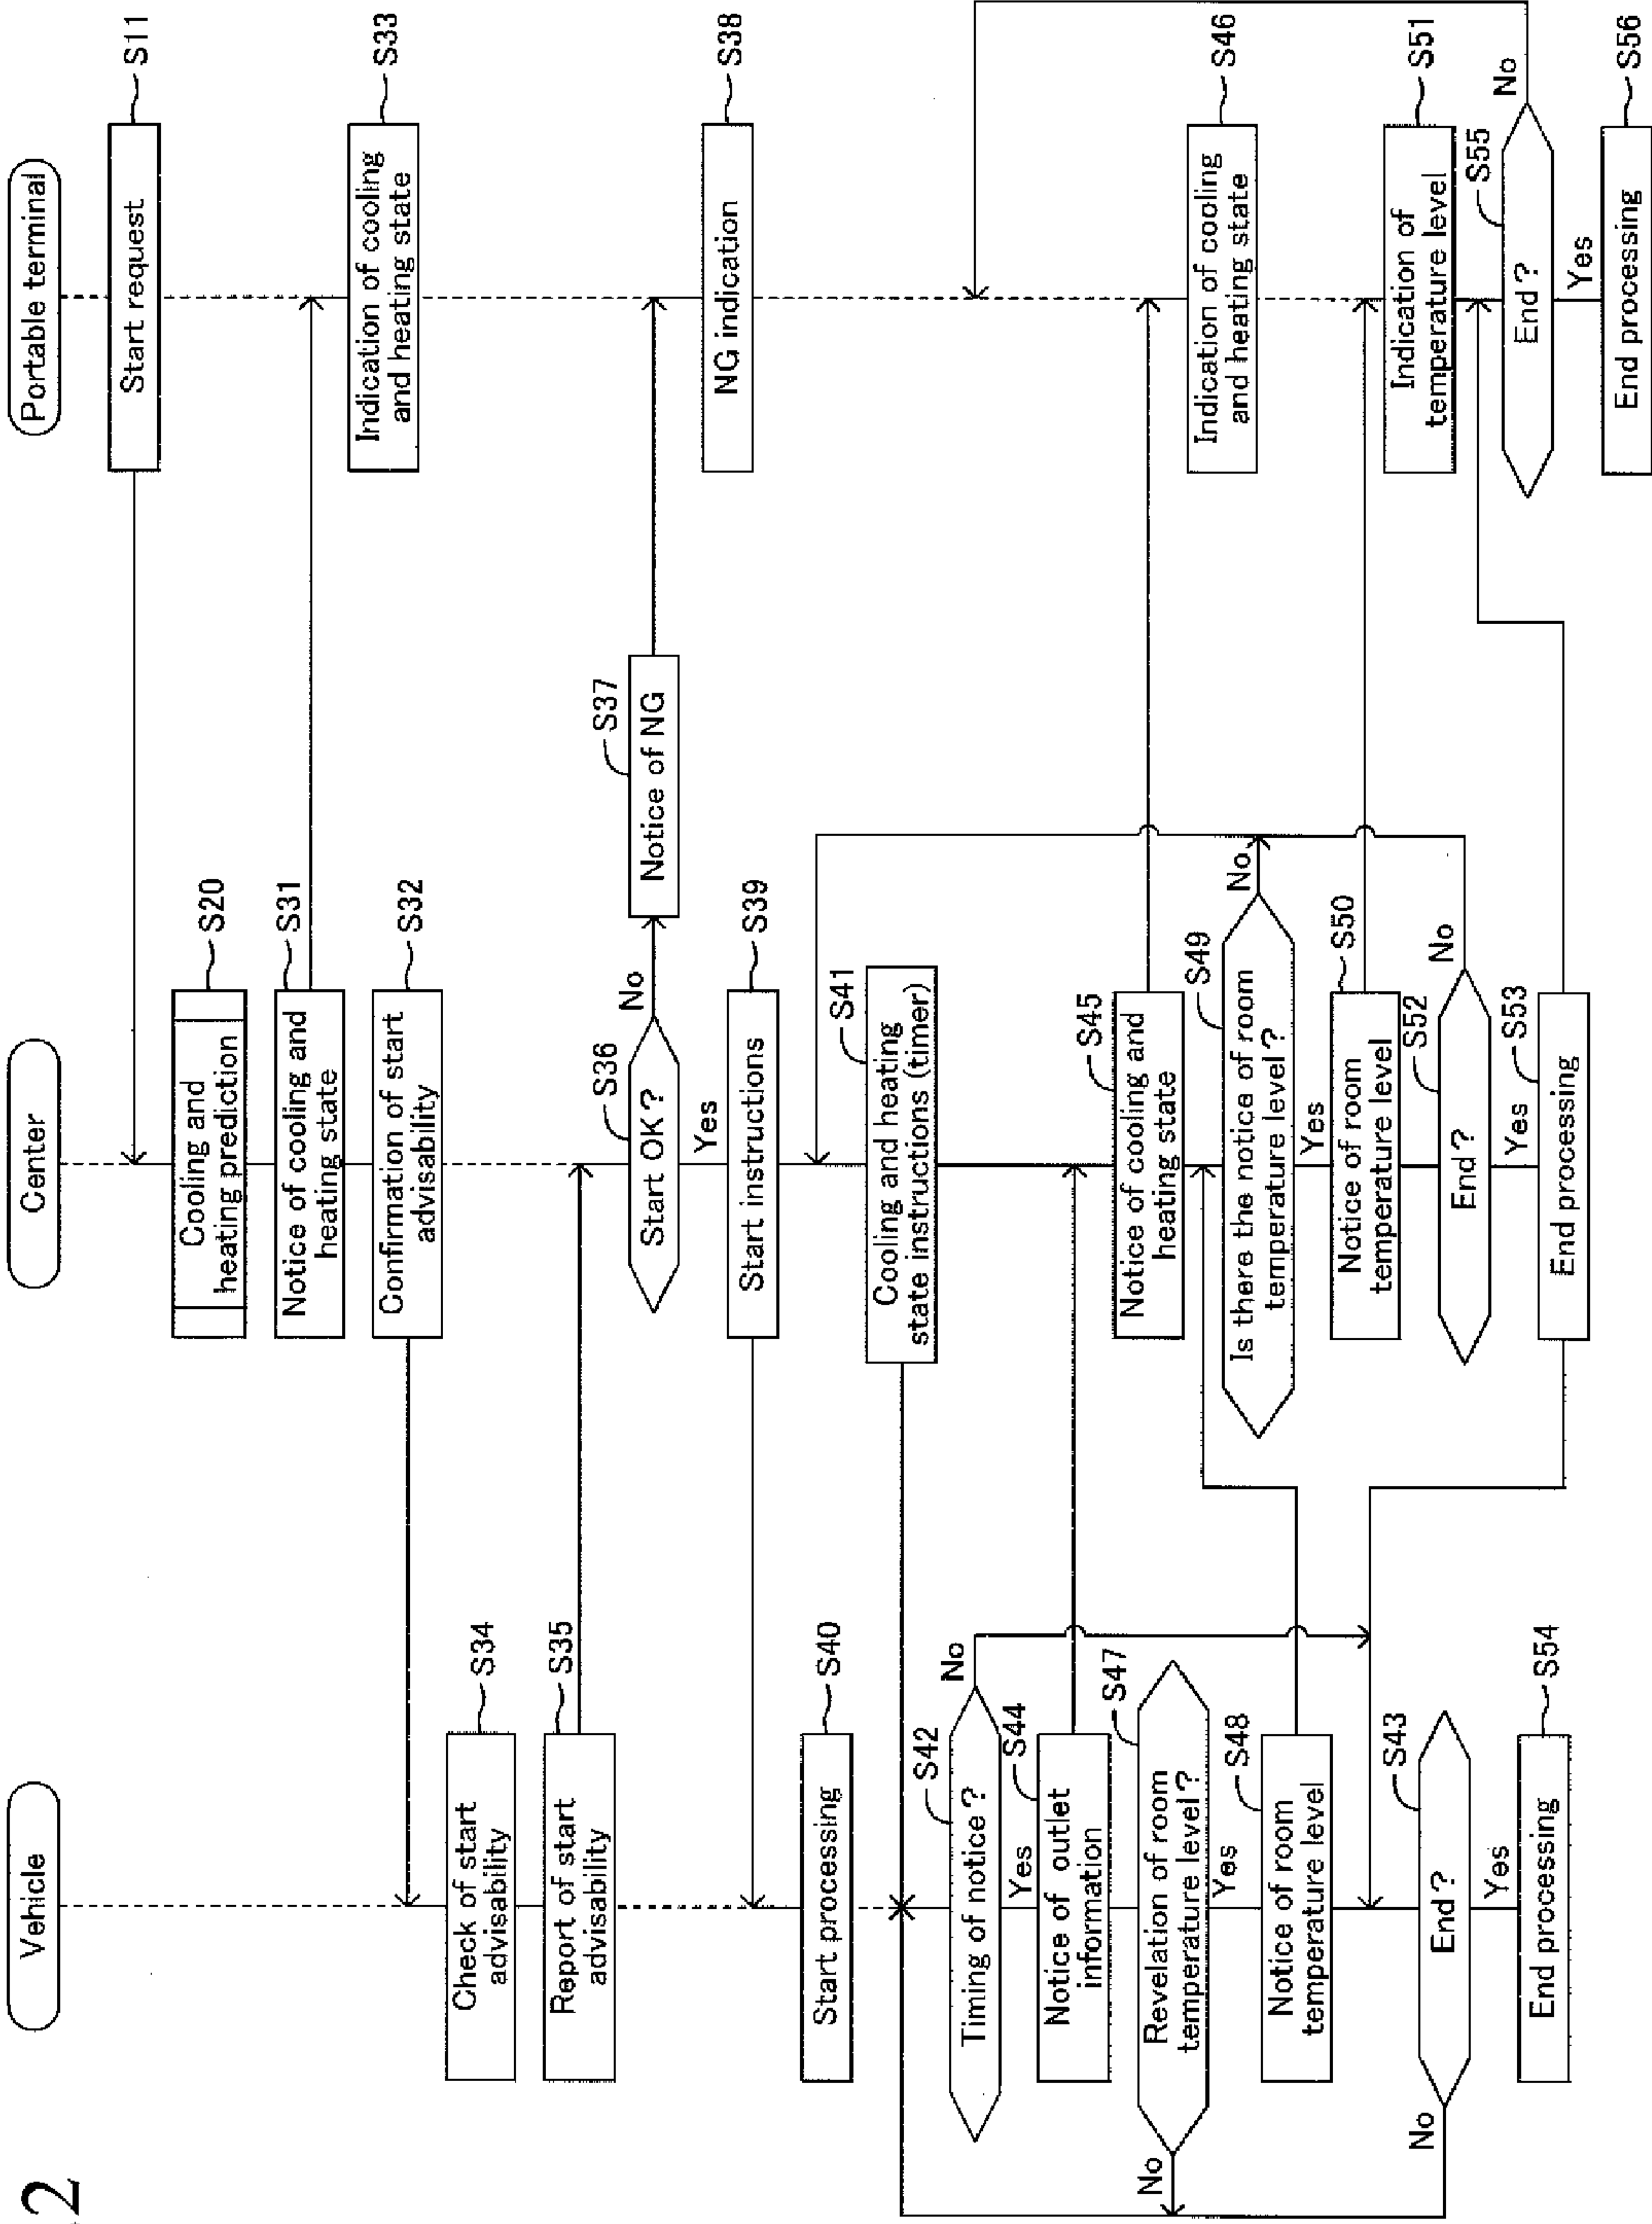 2
Vehicle
Center
Portable terminal
Start request
S11
Cooling and
heating prediction
S20
Notice of cooling and
heating state
S31
Confirmation of start
advisability
S32
Indication of cooling
and heating state
S33
Check of start
advisability
S34
Report of start
advisability
S35
Start OK?
S36
No
Yes
Notice of NG
S37
NG indication
S38
Start instructions
S39
Start processing
S40
Cooling and heating
state instructions (timer)
S41
Timing of notice?
S42
No
Yes
Notice of outlet
information
S44
Notice of cooling and
heating state
S45
Indication of cooling
and heating state
S46
Revelation of room
temperature level?
S47
No
Yes
Notice of room
temperature level
S48
Is there the notice of room
temperature level?
S49
No
Yes
Notice of room
temperature level
S50
Indication of
temperature level
S51
End?
S52
No
Yes
End processing
S53
End?
S43
No
Yes
End processing
S54
End?
S55
No
Yes
End processing
S56